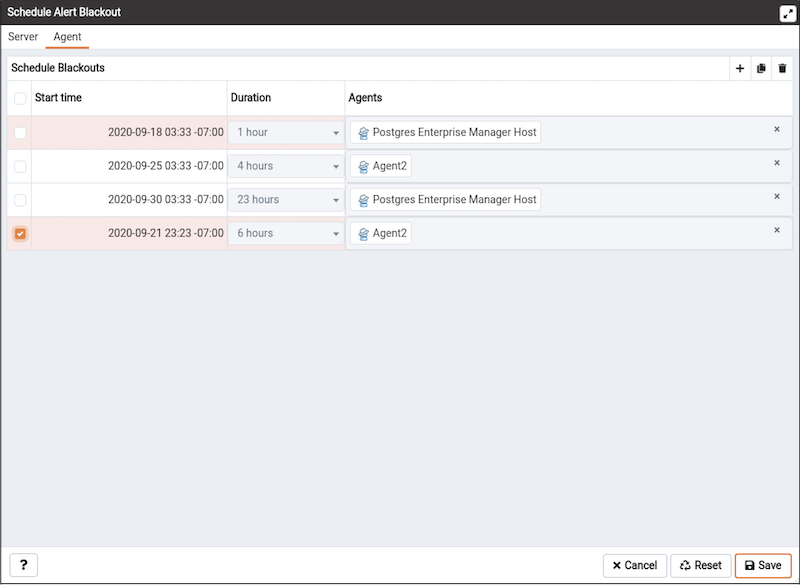 Schedule Alert Blackout
Server Agent
Schedule Blackouts
Start time Duration Agents
2020-09-18 03:33 -07:00 1 hour Postgres Enterprise Manager Host
2020-09-25 03:33 -07:00 4 hours Agent2
2020-09-30 03:33 -07:00 23 hours Postgres Enterprise Manager Host
2020-09-21 23:23 -07:00 6 hours Agent2
? Cancel Reset Save